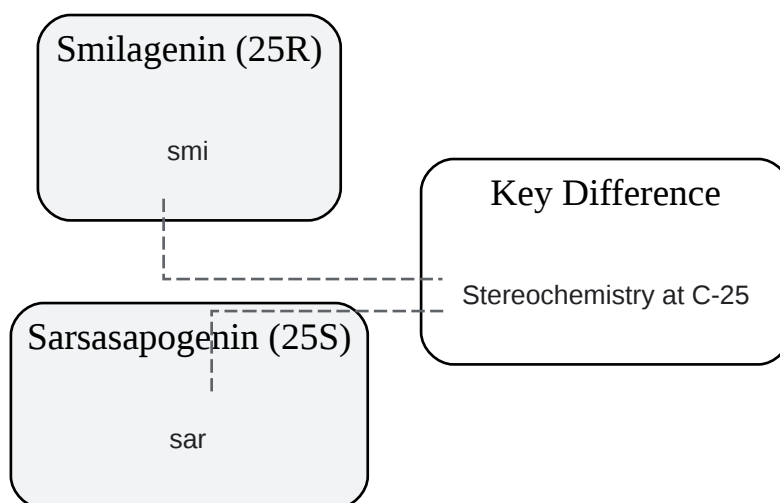 Smilagenin (25R)
smi
Key Difference
Stereochemistry at C-25
Sarsasapogenin (25S)
sar